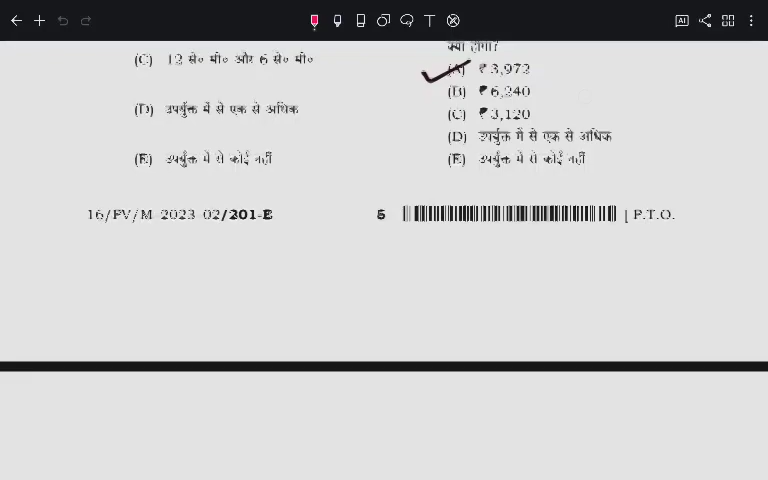 क्या होगा?
(C) 12 से० मी० और 6 से० मी०
(D) उपर्युक्त में से एक से अधिक
(E) उपर्युक्त में से कोई नहीं
(A) ₹ 3,972
(B) ₹ 6,240
(C) ₹ 3,120
(D) उपर्युक्त में से एक से अधिक
(E) उपर्युक्त में से कोई नहीं
16/FV/M-2023-02/201-B
5
[ P.T.O.